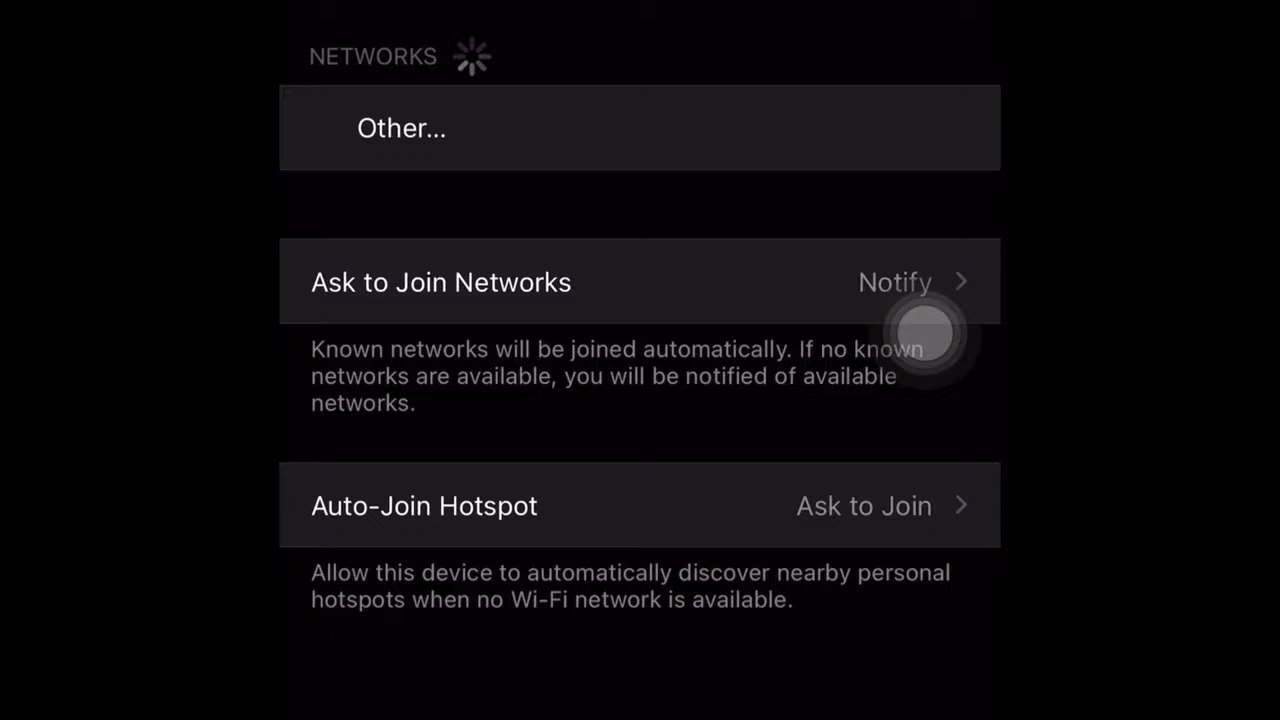 NETWORKS
Other...
Ask to Join Networks
Notify
Known networks will be joined automatically. If no known
networks are available, you will be notified of available
networks.
Auto-Join Hotspot
Ask to Join
Allow this device to automatically discover nearby personal
hotspots when no Wi-Fi network is available.